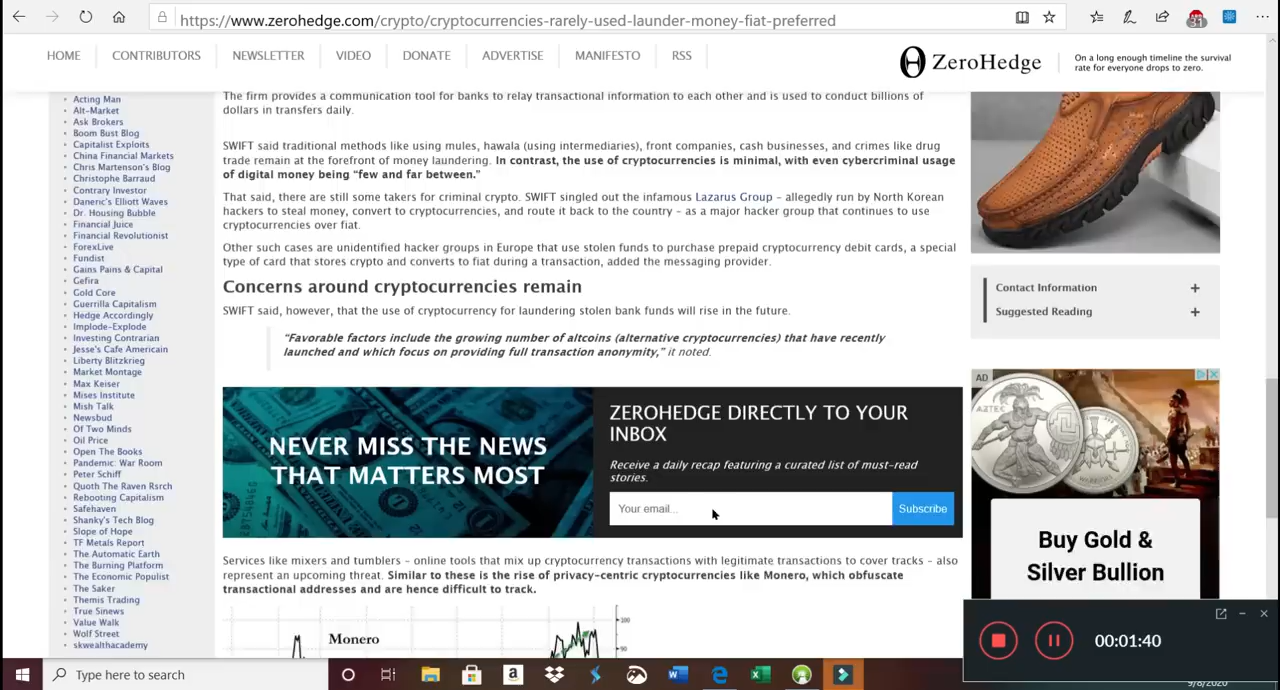 https://www.zerohedge.com/crypto/cryptocurrencies-rarely-used-launder-money-fiat-preferred
31
HOME
CONTRIBUTORS
NEWSLETTER
VIDEO
DONATE
ADVERTISE
MANIFESTO
RSS
ZeroHedge
On a long enough timeline the survival
rate for everyone drops to zero.
Acting Man
Alt-Market
Ask Brokers
Boom Bust Blog
Capitalist Exploits
China Financial Markets
Chris Martenson's Blog
Christophe Barraud
Contrary Investor
Daneric's Elliott Waves
Dr. Housing Bubble
Financial Juice
Financial Revolutionist
ForexLive
Fundist
Gains Pains & Capital
Gefira
Gold Core
Guerrilla Capitalism
Hedge Accordingly
Implode-Explode
Investing Contrarian
Jesse's Cafe Americain
Liberty Blitzkrieg
Market Montage
Max Keiser
Mises Institute
Mish Talk
Newsbud
Of Two Minds
Oil Price
Open The Books
Pandemic: War Room
Peter Schiff
Quoth The Raven Rsrch
Rebooting Capitalism
Safehaven
Shanky's Tech Blog
Slope of Hope
TF Metals Report
The Automatic Earth
The Burning Platform
The Economic Populist
The Saker
Themis Trading
True Sinews
Value Walk
Wolf Street
skwealthacademy
The firm provides a communication tool for banks to relay transactional information to each other and is used to conduct billions of
dollars in transfers daily.
SWIFT said traditional methods like using mules, hawala (using intermediaries), front companies, cash businesses, and crimes like drug
trade remain at the forefront of money laundering. In contrast, the use of cryptocurrencies is minimal, with even cybercriminal usage
of digital money being “few and far between.”
That said, there are still some takers for criminal crypto. SWIFT singled out the infamous Lazarus Group – allegedly run by North Korean
hackers to steal money, convert to cryptocurrencies, and route it back to the country – as a major hacker group that continues to use
cryptocurrencies over fiat.
Other such cases are unidentified hacker groups in Europe that use stolen funds to purchase prepaid cryptocurrency debit cards, a special
type of card that stores crypto and converts to fiat during a transaction, added the messaging provider.
Concerns around cryptocurrencies remain
SWIFT said, however, that the use of cryptocurrency for laundering stolen bank funds will rise in the future.
“Favorable factors include the growing number of altcoins (alternative cryptocurrencies) that have recently
launched and which focus on providing full transaction anonymity,” it noted.
NEVER MISS THE NEWS
THAT MATTERS MOST
ZEROHEDGE DIRECTLY TO YOUR
INBOX
Receive a daily recap featuring a curated list of must-read
stories.
Your email...
Subscribe
Services like mixers and tumblers – online tools that mix up cryptocurrency transactions with legitimate transactions to cover tracks – also
represent an upcoming threat. Similar to these is the rise of privacy-centric cryptocurrencies like Monero, which obfuscate
transactional addresses and are hence difficult to track.
Monero
100
90
Contact Information
Suggested Reading
AD
AZTEC
Buy Gold &
Silver Bullion
00:01:40
Type here to search
9/8/2020